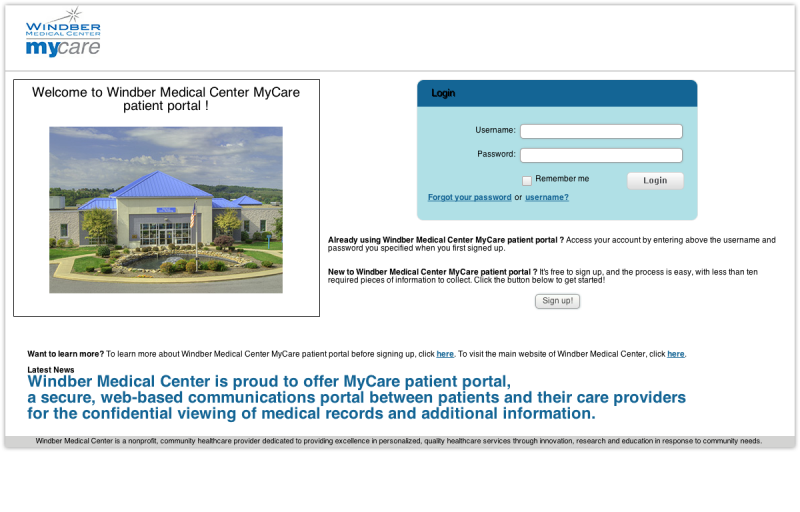 WINDBER
MEDICAL CENTER
mycare
Welcome to Windber Medical Center MyCare
patient portal !
Login
Username:
Password:
Remember me
Login
Forgot your password or username?
Already using Windber Medical Center MyCare patient portal ? Access your account by entering above the username and
password you specified when you first signed up.
New to Windber Medical Center MyCare patient portal ? It's free to sign up, and the process is easy, with less than ten
required pieces of information to collect. Click the button below to get started!
Sign up!
Want to learn more? To learn more about Windber Medical Center MyCare patient portal before signing up, click here. To visit the main website of Windber Medical Center, click here.
Latest News
Windber Medical Center is proud to offer MyCare patient portal,
a secure, web-based communications portal between patients and their care providers
for the confidential viewing of medical records and additional information.
Windber Medical Center is a nonprofit, community healthcare provider dedicated to providing excellence in personalized, quality healthcare services through innovation, research and education in response to community needs.